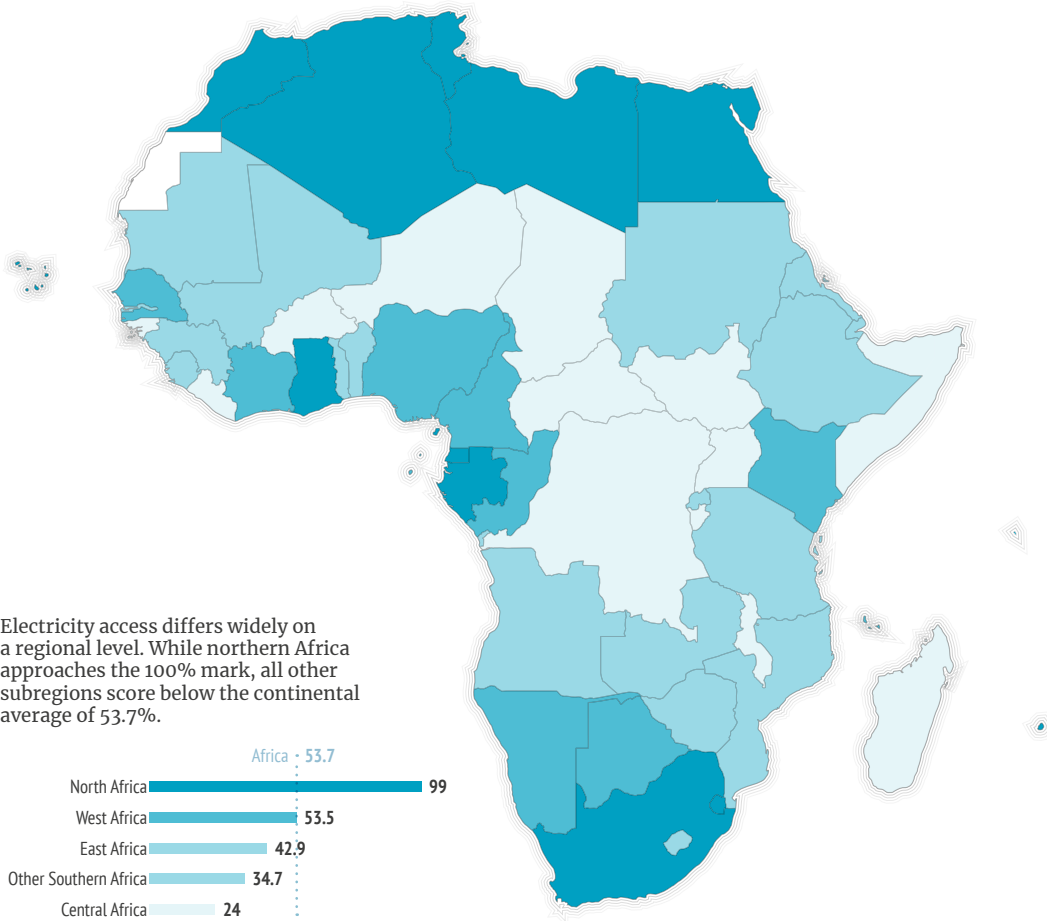 Electricity access differs widely on
a regional level. While northern Africa
approaches the 100% mark, all other
subregions score below the continental
average of 53.7%.
Africa 53.7
North Africa 99
West Africa 53.5
East Africa 42.9
Other Southern Africa 34.7
Central Africa 24